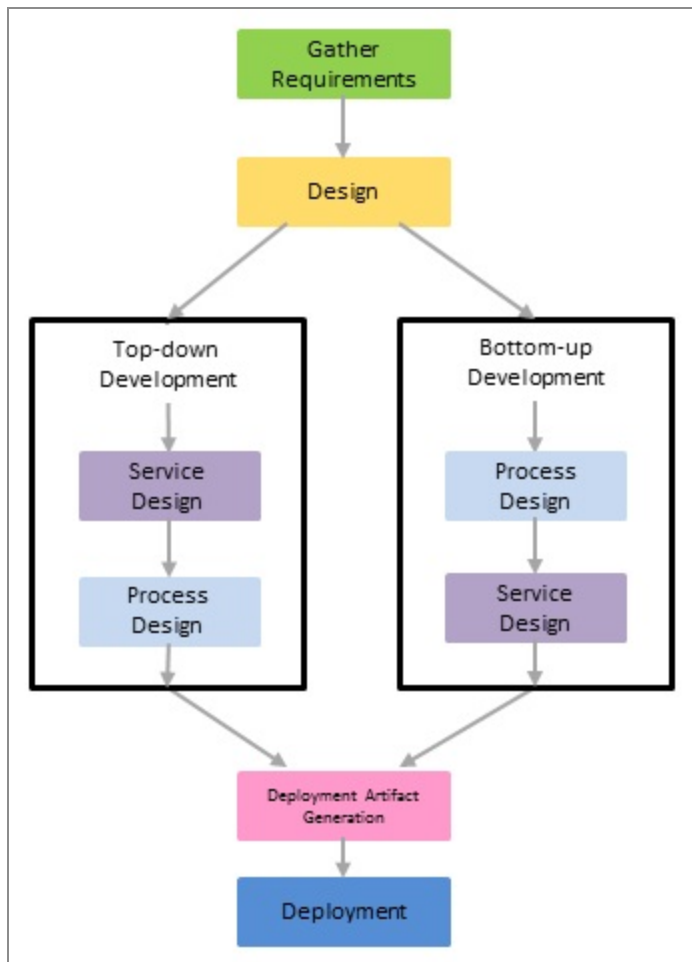 Gather
Requirements
Design
Top-down
Development
Service
Design
Process
Design
Bottom-up
Development
Process
Design
Service
Design
Deployment Artifact
Generation
Deployment